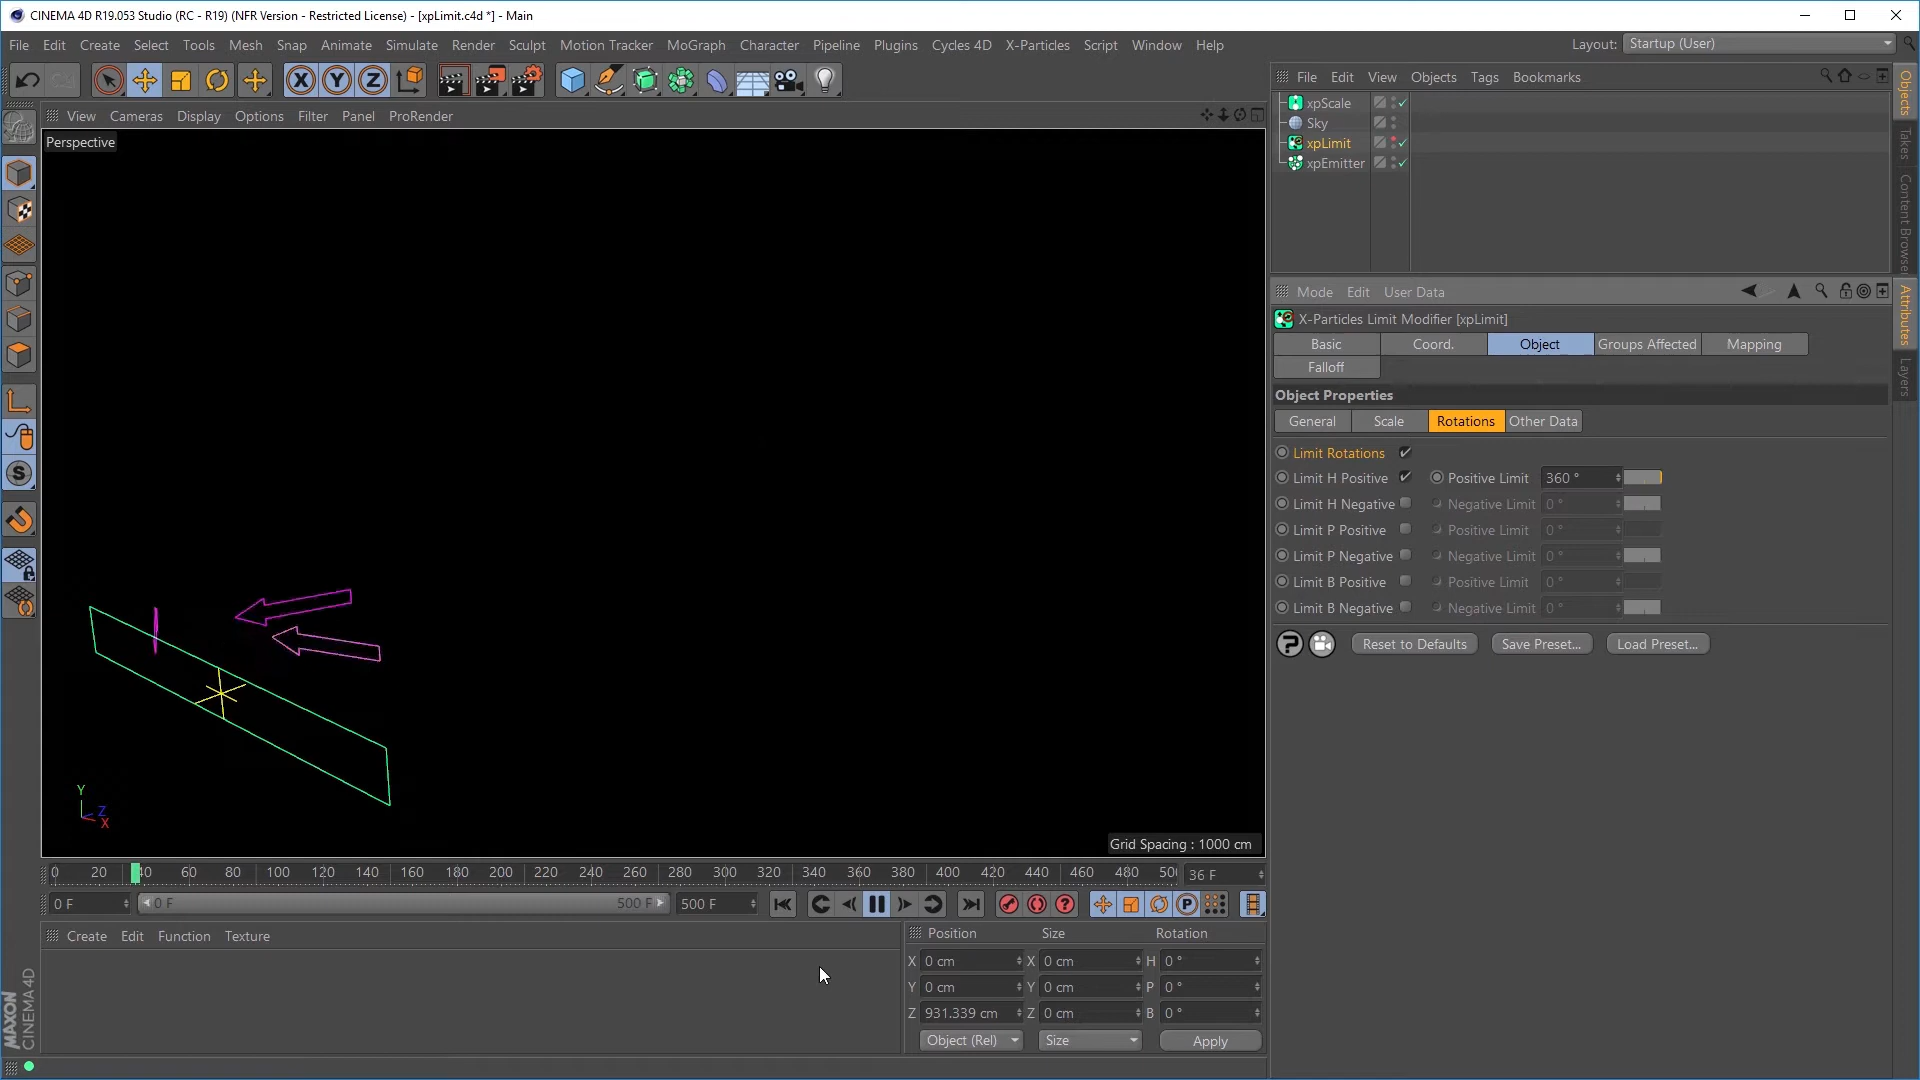 CINEMA 4D R19.053 Studio (RC - R19) (NFR Version - Restricted License) - [xpLimit.c4d *] - Main
File Edit Create Select Tools Mesh Snap Animate Simulate Render Sculpt Motion Tracker MoGraph Character Pipeline Plugins Cycles 4D X-Particles Script Window Help
Layout: Startup (User)
X Y Z
View Cameras Display Options Filter Panel ProRender
Perspective
S
Y
Z
X
Grid Spacing : 1000 cm
0 20 40 60 80 100 120 140 160 180 200 220 240 260 280 300 320 340 360 380 400 420 440 460 480 50
36 F
0 F
0 F
500 F
500 F
P
Create Edit Function Texture
Position Size Rotation
X 0 cm X 0 cm H 0 °
Y 0 cm Y 0 cm P 0 °
Z 931.339 cm Z 0 cm B 0 °
Object (Rel) Size Apply
MAXON
CINEMA 4D
File Edit View Objects Tags Bookmarks
xpScale
Sky
xpLimit
xpEmitter
Objects
Takes
Content Browse
Attributes
Layers
Mode Edit User Data
X-Particles Limit Modifier [xpLimit]
Basic Coord. Object Groups Affected Mapping
Falloff
Object Properties
General Scale Rotations Other Data
Limit Rotations
Limit H Positive Positive Limit 360 °
Limit H Negative Negative Limit 0 °
Limit P Positive Positive Limit 0 °
Limit P Negative Negative Limit 0 °
Limit B Positive Positive Limit 0 °
Limit B Negative Negative Limit 0 °
? Reset to Defaults Save Preset... Load Preset...